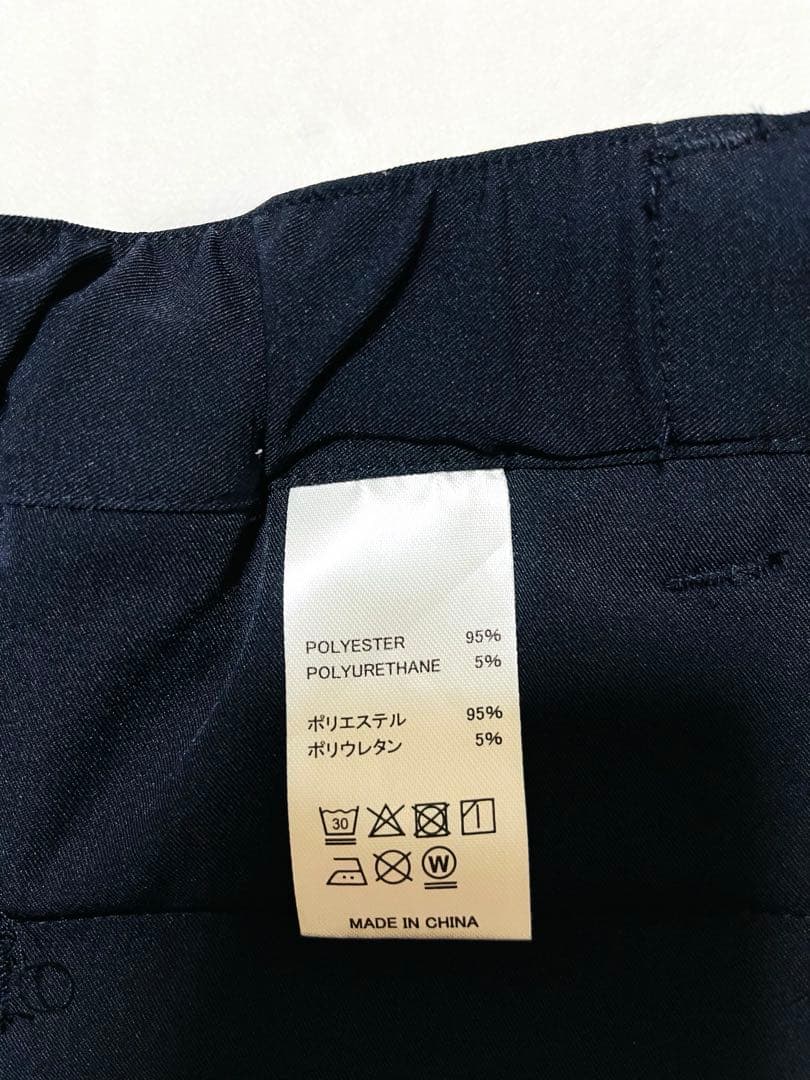 POLYESTER 95%
POLYURETHANE 5%
ポリエステル 95%
ポリウレタン 5%
30
W
MADE IN CHINA